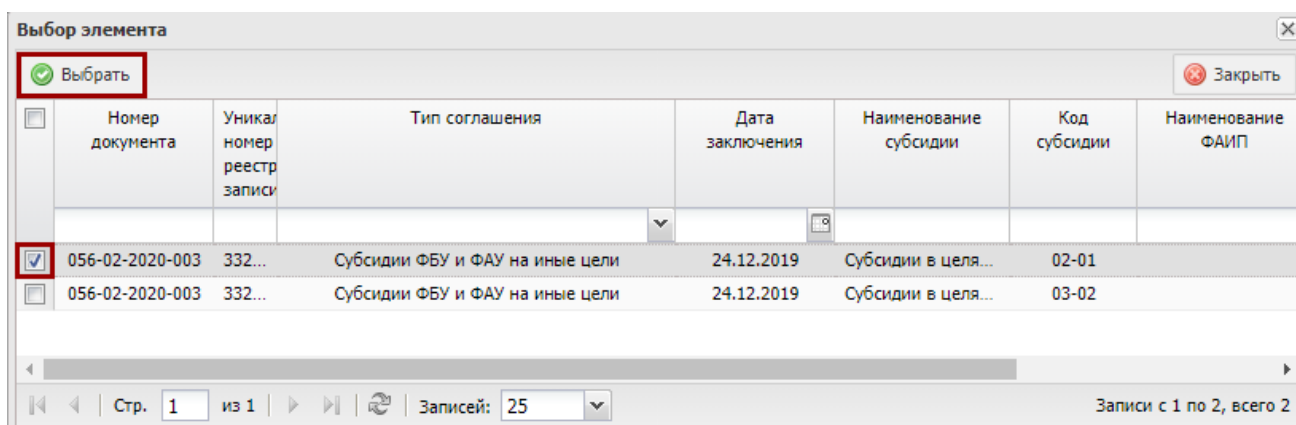 Выбор элемента
Выбрать
Закрыть
Номер документа
Уникал номер реестр записи
Тип соглашения
Дата заключения
Наименование субсидии
Код субсидии
Наименование ФАИП
056-02-2020-003 332... Субсидии ФБУ и ФАУ на иные цели 24.12.2019 Субсидии в целя... 02-01
056-02-2020-003 332... Субсидии ФБУ и ФАУ на иные цели 24.12.2019 Субсидии в целя... 03-02
Стр. 1 из 1 Записей: 25 Записи с 1 по 2, всего 2